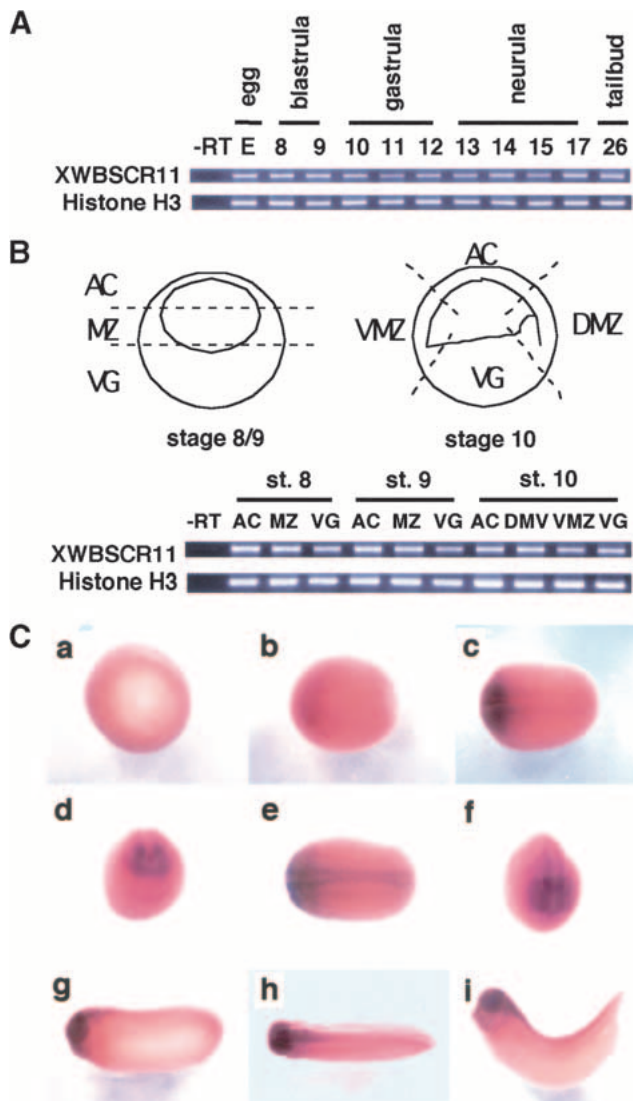 A
egg
blastrula
gastrula
neurula
tailbud
-RT E 8 9 10 11 12 13 14 15 17 26
XWBSCR11
Histone H3
B
AC
MZ
VG
stage 8/9
AC
VMZ
DMZ
VG
stage 10
st. 8 st. 9 st. 10
-RT AC MZ VG AC MZ VG AC DMV VMZ VG
XWBSCR11
Histone H3
C
a b c
d e f
g h i